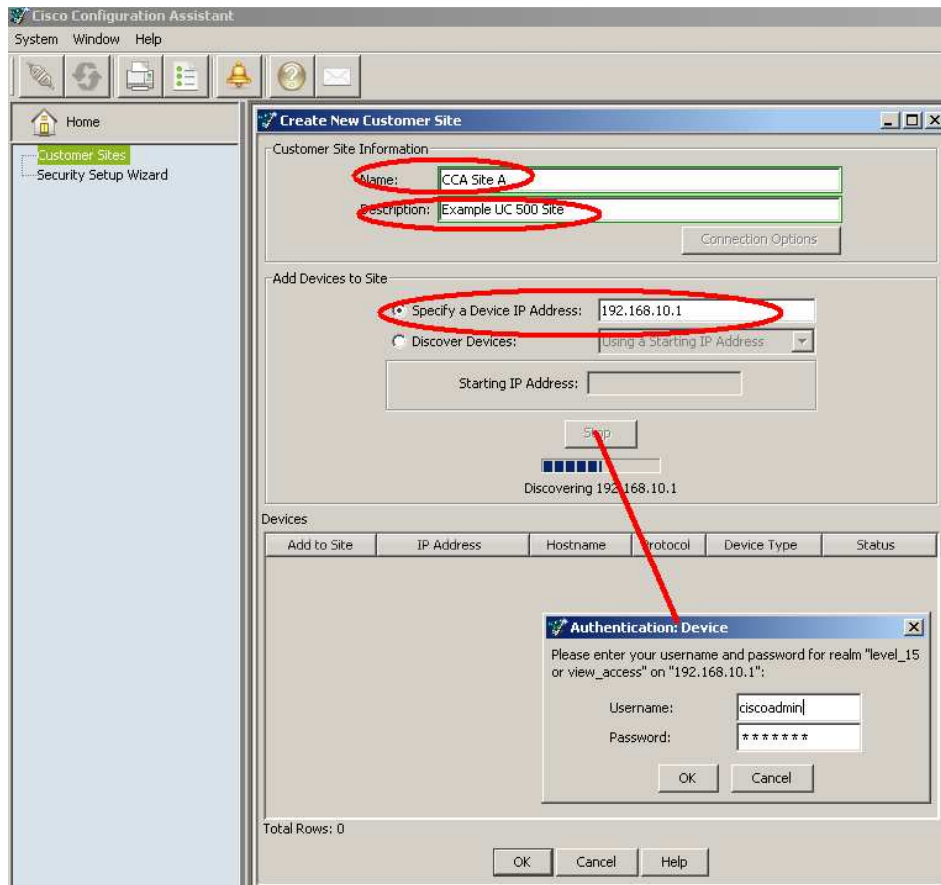 Cisco Configuration Assistant
System Window Help
Home
Customer Sites
Security Setup Wizard
Create New Customer Site
Customer Site Information
Name: CCA Site A
Description: Example UC 500 Site
Connection Options
Add Devices to Site
Specify a Device IP Address: 192.168.10.1
Discover Devices: Using a Starting IP Address
Starting IP Address:
Stop
Discovering 192.168.10.1
Devices
Add to Site IP Address Hostname Protocol Device Type Status
Authentication: Device
Please enter your username and password for realm "level_15
or view_access" on "192.168.10.1":
Username: ciscoadmin
Password: *******
OK Cancel
Total Rows: 0
OK Cancel Help